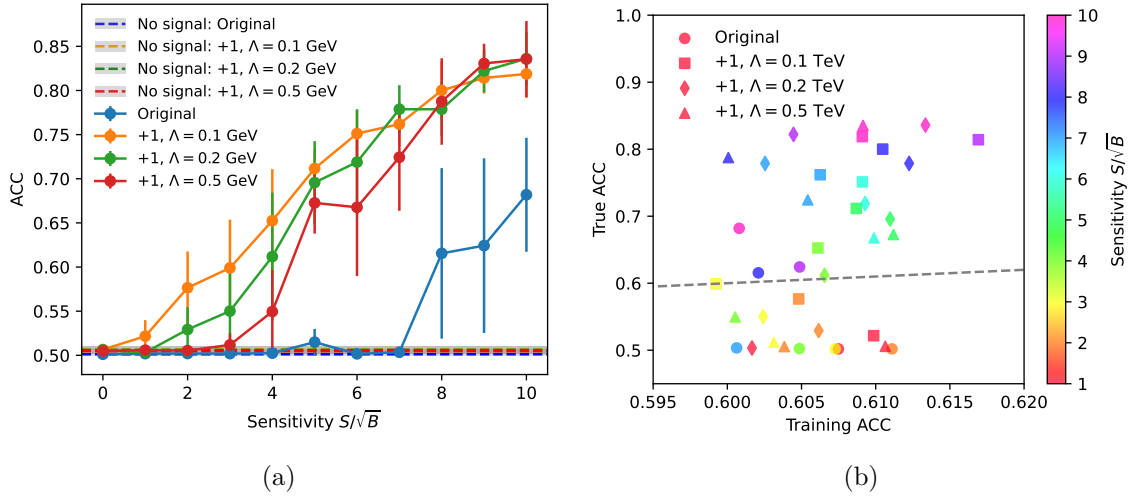 No signal: Original
No signal: +1, Λ = 0.1 GeV
No signal: +1, Λ = 0.2 GeV
No signal: +1, Λ = 0.5 GeV
Original
+1, Λ = 0.1 GeV
+1, Λ = 0.2 GeV
+1, Λ = 0.5 GeV
ACC
0.85
0.80
0.75
0.70
0.65
0.60
0.55
0.50
0 2 4 6 8 10
Sensitivity S/√B
(a)
Original
+1, Λ = 0.1 TeV
+1, Λ = 0.2 TeV
+1, Λ = 0.5 TeV
True ACC
1.0
0.9
0.8
0.7
0.6
0.5
0.595 0.600 0.605 0.610 0.615 0.620
Training ACC
10
9
8
7
6
5
4
3
2
1
Sensitivity S/√B
(b)